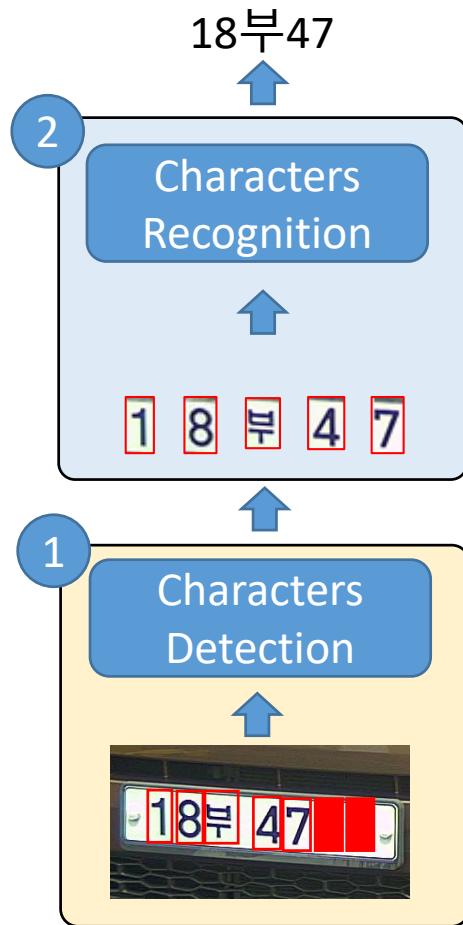 18부47
2
Characters
Recognition
1 8 부 4 7
1
Characters
Detection
18부 47